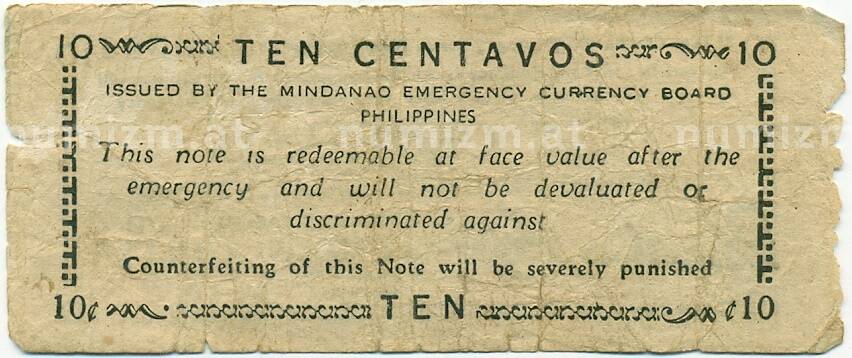 10 TEN CENTAVOS 10
ISSUED BY THE MINDANAO EMERGENCY CURRENCY BOARD
PHILIPPINES
numizm.at numizm.at numizm
This note is redeemable at face value after the
emergency and will not be devaluated or
discriminated against
Counterfeiting of this Note will be severely punished
10¢ TEN ¢10